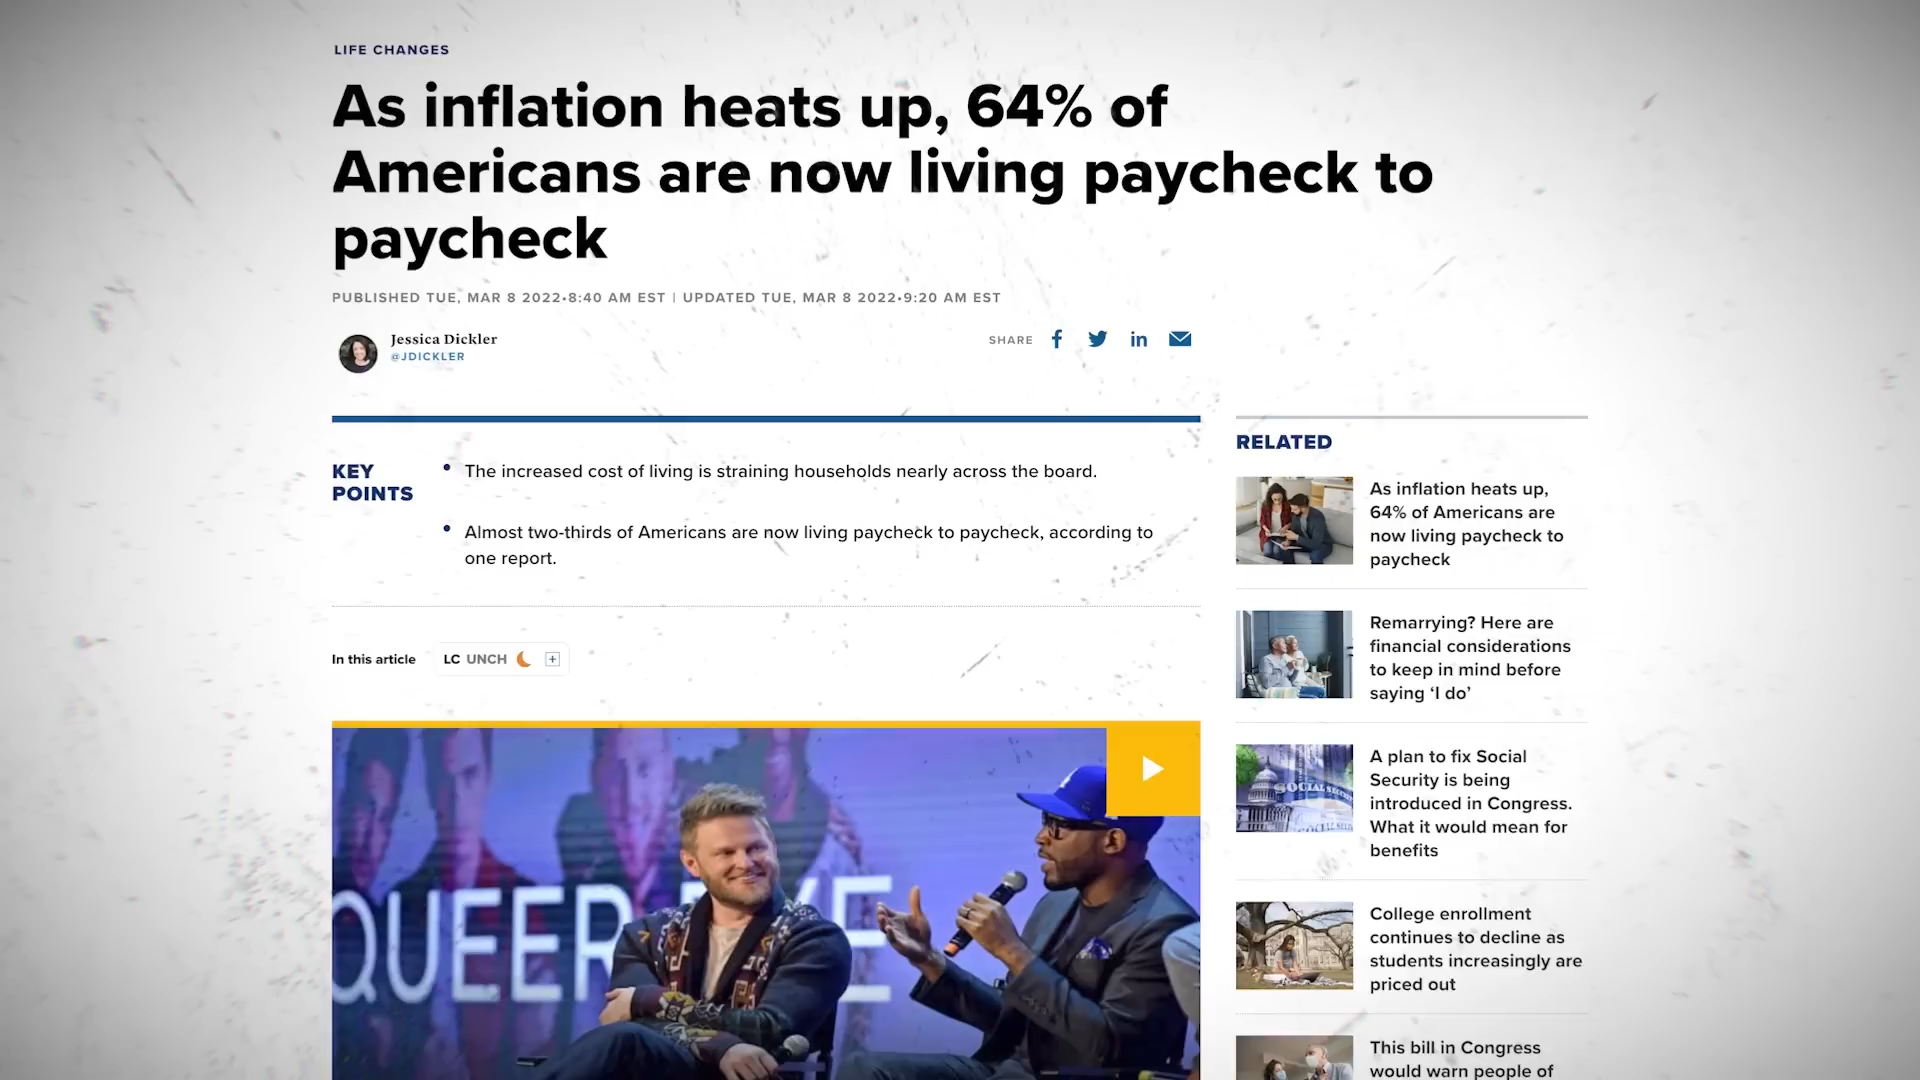 LIFE CHANGES
As inflation heats up, 64% of
Americans are now living paycheck to
paycheck
PUBLISHED TUE, MAR 8 2022•8:40 AM EST | UPDATED TUE, MAR 8 2022•9:20 AM EST
Jessica Dickler
@JDICKLER
SHARE
KEY
POINTS
• The increased cost of living is straining households nearly across the board.
• Almost two-thirds of Americans are now living paycheck to paycheck, according to
one report.
In this article
LC UNCH
QUEER EYE
RELATED
As inflation heats up,
64% of Americans are
now living paycheck to
paycheck
Remarrying? Here are
financial considerations
to keep in mind before
saying ‘I do’
SOCIAL SECURITY
A plan to fix Social
Security is being
introduced in Congress.
What it would mean for
benefits
College enrollment
continues to decline as
students increasingly are
priced out
This bill in Congress
would warn people of